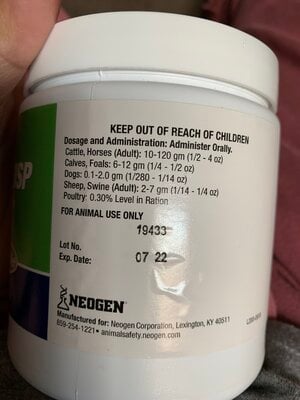 USP
KEEP OUT OF REACH OF CHILDREN
Dosage and Administration: Administer Orally.
Cattle, Horses (Adult): 10-120 gm (1/2 - 4 oz)
Calves, Foals: 6-12 gm (1/4 - 1/2 oz)
Dogs: 0.1-2.0 gm (1/280 - 1/14 oz)
Sheep, Swine (Adult): 2-7 gm (1/14 - 1/4 oz)
Poultry: 0.30% Level in Ration
FOR ANIMAL USE ONLY
19433
Lot No.
Exp. Date: 07 22
NEOGEN®
Manufactured for: Neogen Corporation, Lexington, KY 40511
859-254-1221 • animalsafety.neogen.com